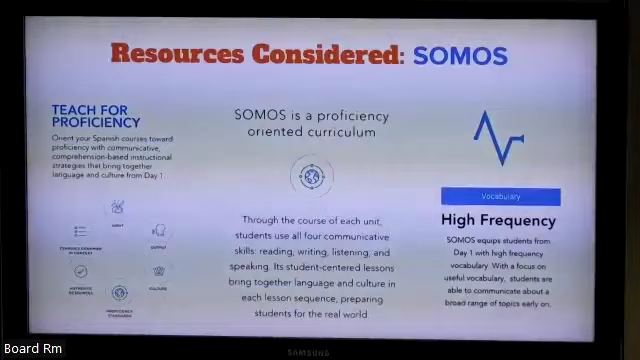 Resources Considered: SOMOS
TEACH FOR
PROFICIENCY
Orient your Spanish courses toward
proficiency with communicative,
comprehension-based instructional
strategies that bring together
language and culture from Day 1.
INPUT
OUTPUT
CULTURE
PROFICIENCY
STANDARDS
AUTHENTIC
RESOURCES
IN CONTEXT
SOMOS is a proficiency
oriented curriculum
Through the course of each unit,
students use all four communicative
skills: reading, writing, listening, and
speaking. Its student-centered lessons
bring together language and culture in
each lesson sequence, preparing
students for the real world.
Vocabulary
High Frequency
SOMOS equips students from
Day 1 with high frequency
vocabulary. With a focus on
useful vocabulary, students are
able to communicate about a
broad range of topics early on.
SAMSUNG
Board Rm